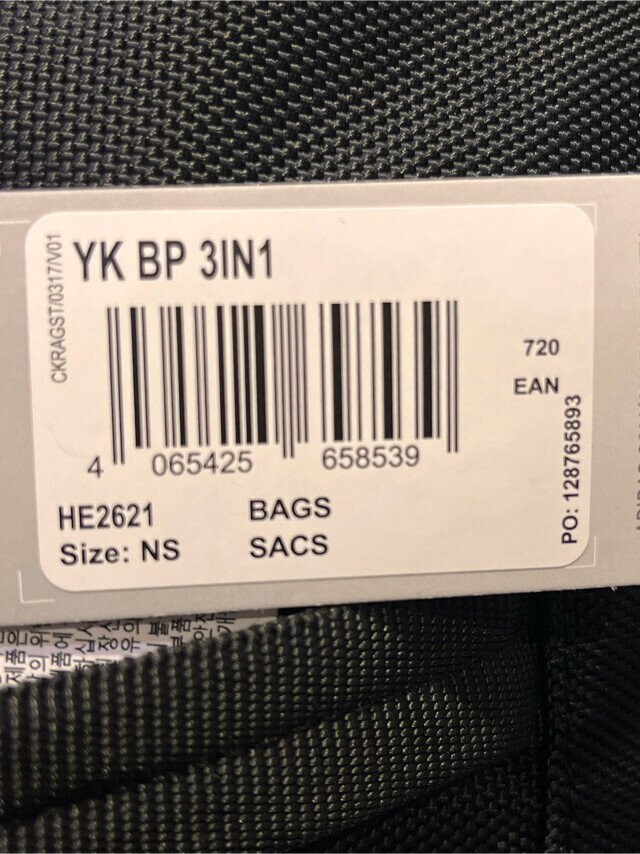 CKRAGST/0317/V01
YK BP 3IN1
720
EAN
4 065425 658539
PO: 128765893
HE2621 BAGS
Size: NS SACS